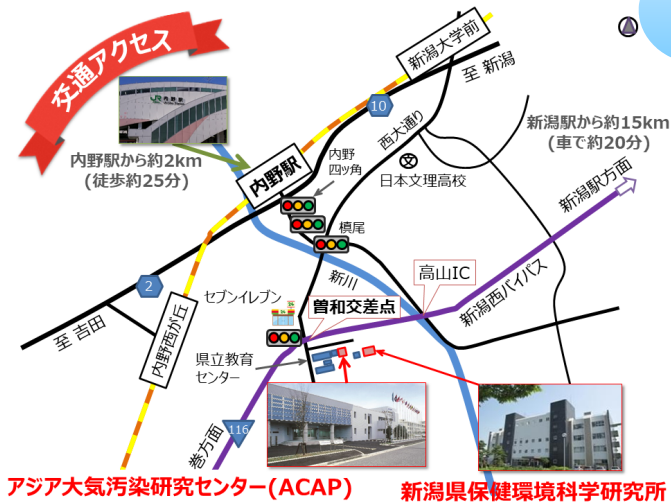 交通アクセス
JR 内野駅
内野駅から約2km
(徒歩約25分)
内野駅
新潟大学前
至 新潟
10
西大通り
内野
四ッ角
日本文理高校
文
新潟駅から約15km
(車で約20分)
新潟駅方面
槙尾
新川
高山IC
新潟西バイパス
2
至 吉田
内野西が丘
セブンイレブン
曽和交差点
県立教育
センター
巻方面
116
アジア大気汚染研究センター(ACAP)
新潟県保健環境科学研究所